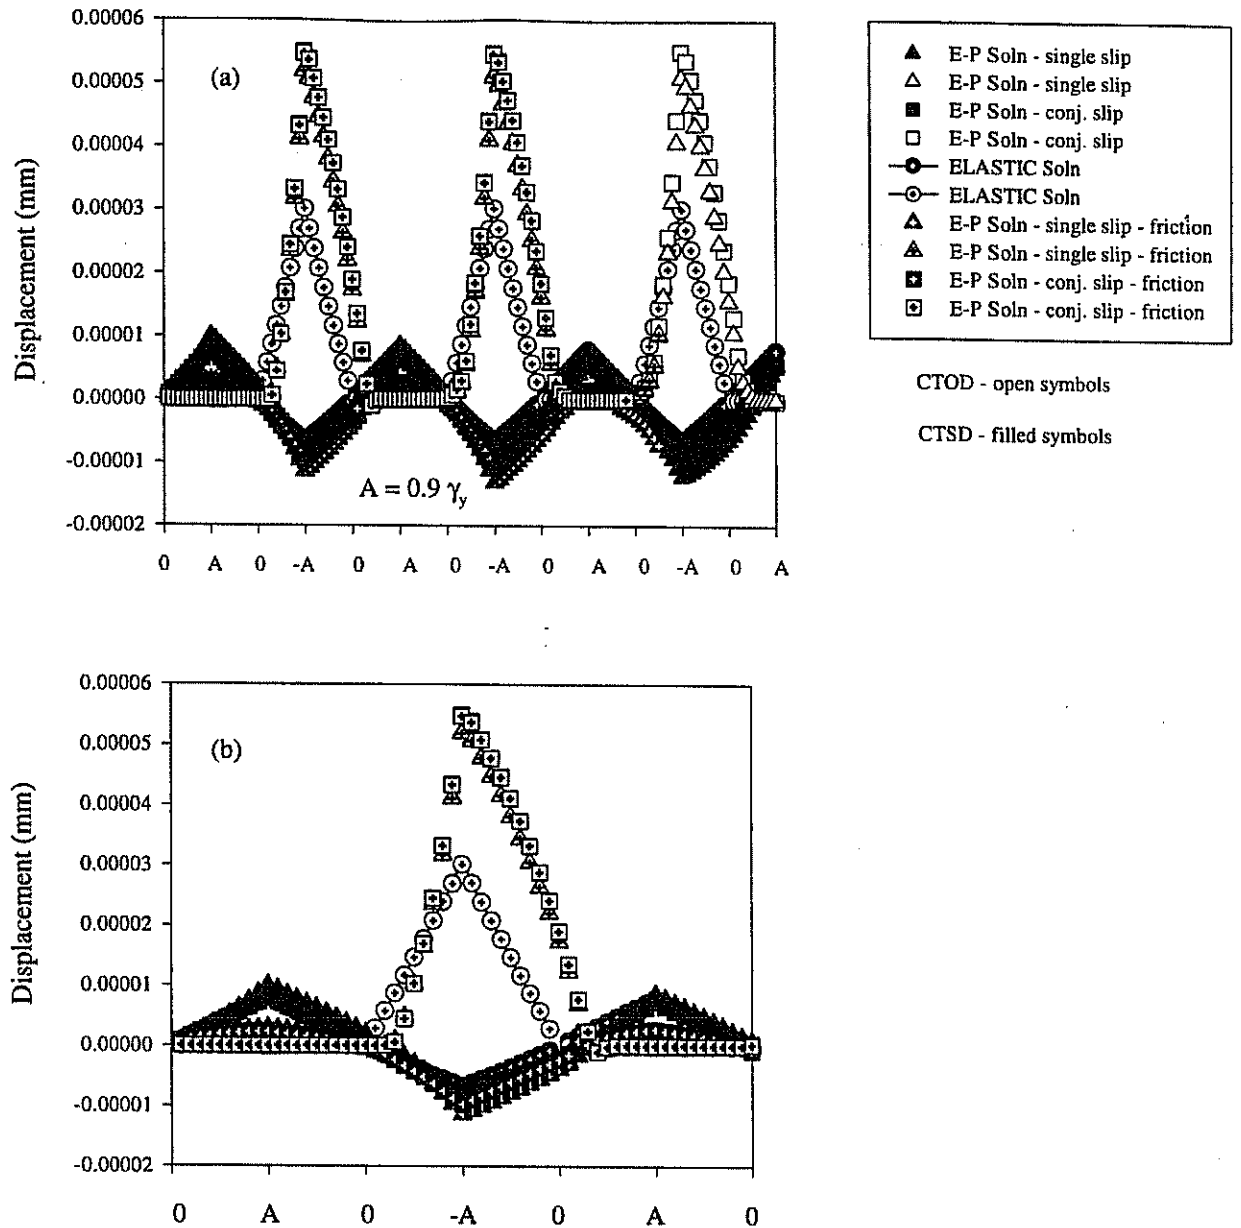 0.00006
0.00005
0.00004
0.00003
0.00002
0.00001
0.00000
-0.00001
-0.00002
Displacement (mm)
(a)
A = 0.9 γy
0 A 0 -A 0 A 0 -A 0 A 0 -A 0 A
E-P Soln - single slip
E-P Soln - single slip
E-P Soln - conj. slip
E-P Soln - conj. slip
ELASTIC Soln
ELASTIC Soln
E-P Soln - single slip - friction
E-P Soln - single slip - friction
E-P Soln - conj. slip - friction
E-P Soln - conj. slip - friction
CTOD - open symbols
CTSD - filled symbols
0.00006
0.00005
0.00004
0.00003
0.00002
0.00001
0.00000
-0.00001
-0.00002
Displacement (mm)
(b)
0 A 0 -A 0 A 0